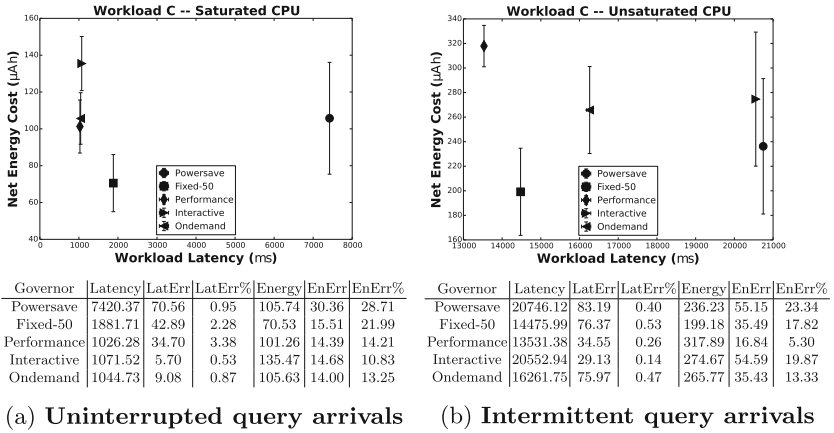 Workload C -- Saturated CPU
160
140
120
100
80
60
40
Net Energy Cost (µAh)
Powersave
Fixed-50
Performance
Interactive
Ondemand
0 1000 2000 3000 4000 5000 6000 7000 8000
Workload Latency (ms)
Governor Latency LatErr LatErr% Energy EnErr EnErr%
Powersave 7420.37 70.56 0.95 105.74 30.36 28.71
Fixed-50 1881.71 42.89 2.28 70.53 15.51 21.99
Performance 1026.28 34.70 3.38 101.26 14.39 14.21
Interactive 1071.52 5.70 0.53 135.47 14.68 10.83
Ondemand 1044.73 9.08 0.87 105.63 14.00 13.25
(a) Uninterrupted query arrivals
Workload C -- Unsaturated CPU
340
320
300
280
260
240
220
200
180
160
Net Energy Cost (µAh)
Powersave
Fixed-50
Performance
Interactive
Ondemand
13000 14000 15000 16000 17000 18000 19000 20000 21000
Workload Latency (ms)
Governor Latency LatErr LatErr% Energy EnErr EnErr%
Powersave 20746.12 83.19 0.40 236.23 55.15 23.34
Fixed-50 14475.99 76.37 0.53 199.18 35.49 17.82
Performance 13531.38 34.55 0.26 317.89 16.84 5.30
Interactive 20552.94 29.13 0.14 274.67 54.59 19.87
Ondemand 16261.75 75.97 0.47 265.77 35.43 13.33
(b) Intermittent query arrivals